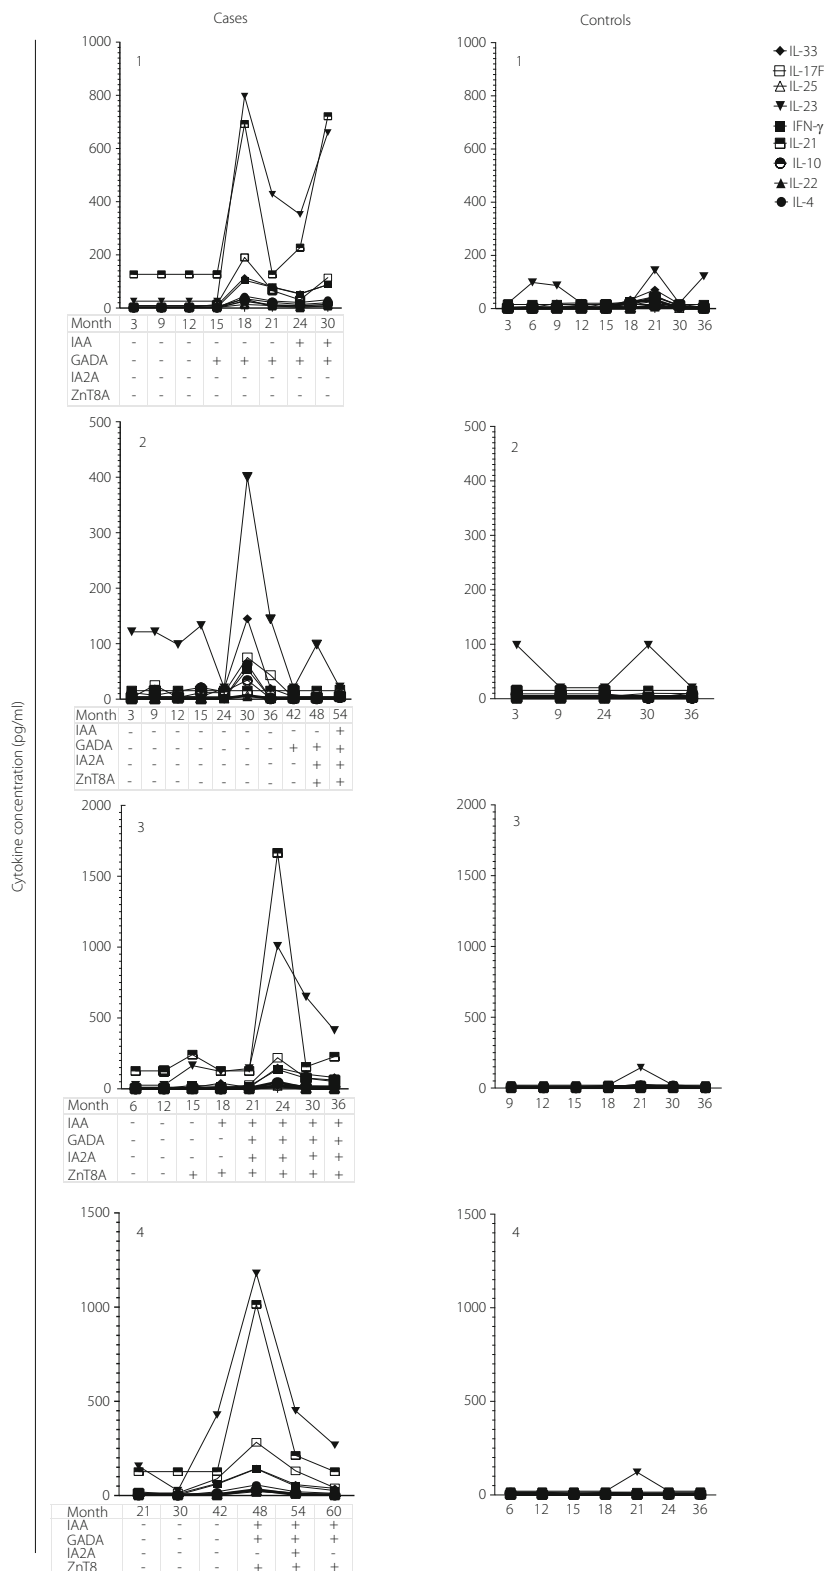 Cases
Controls
IL-33
IL-17F
IL-25
IL-23
IFN-γ
IL-21
IL-10
IL-22
IL-4
Cytokine concentration (pg/ml)
1
1000
800
600
400
200
0
Month 3 9 12 15 18 21 24 30
IAA - - - - - - + +
GADA - - - + + + + +
IA2A - - - - - - - -
ZnT8A - - - - - - - -
1
1000
800
600
400
200
0
3 6 9 12 15 18 21 30 36
2
500
400
300
200
100
0
Month 3 9 12 15 24 30 36 42 48 54
IAA - - - - - - - - - +
GADA - - - - - - - + + +
IA2A - - - - - - - - + +
ZnT8A - - - - - - - - + +
2
500
400
300
200
100
0
3 9 24 30 36
3
2000
1500
1000
500
0
Month 6 12 15 18 21 24 30 36
IAA - - - + + + + +
GADA - - - - + + + +
IA2A - - - - + + + +
ZnT8A - - + + + + + +
3
2000
1500
1000
500
0
9 12 15 18 21 30 36
4
1500
1000
500
0
Month 21 30 42 48 54 60
IAA - - - + + +
GADA - - - + + +
IA2A - - - - + -
ZnT8 - - - + + +
4
1500
1000
500
0
6 12 15 18 21 24 36